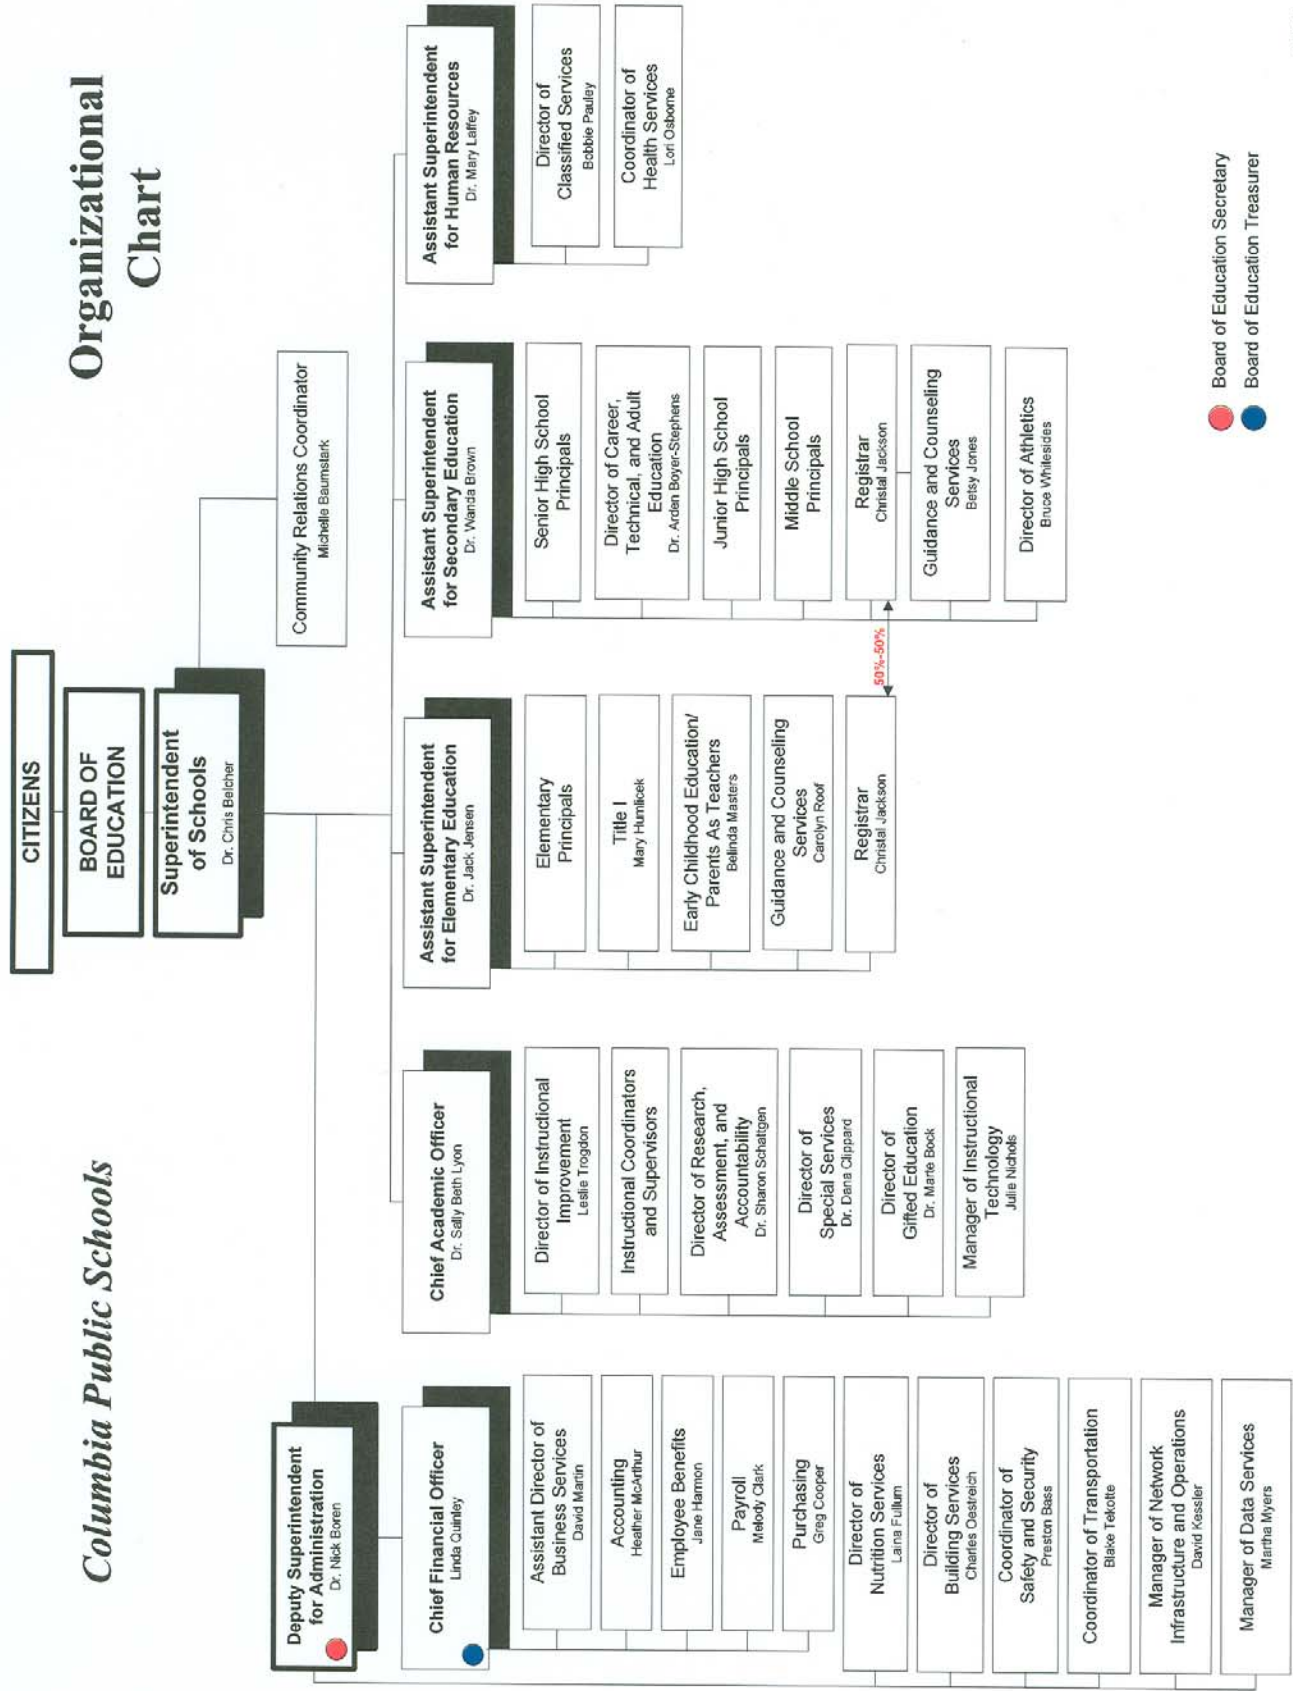 Columbia Public Schools
Organizational
Chart
CITIZENS
BOARD OF
EDUCATION
Superintendent
of Schools
Dr. Chris Belcher
Community Relations Coordinator
Michelle Baumstark
Deputy Superintendent
for Administration
Dr. Nick Boren
Chief Financial Officer
Linda Quinley
Assistant Director of
Business Services
David Martin
Accounting
Heather McArthur
Employee Benefits
Jane Harmon
Payroll
Melody Clark
Purchasing
Greg Cooper
Director of
Nutrition Services
Laina Fullum
Director of
Building Services
Charles Oestreich
Coordinator of
Safety and Security
Preston Bass
Coordinator of Transportation
Blake Tekotte
Manager of Network
Infrastructure and Operations
David Kessler
Manager of Data Services
Martha Myers
Chief Academic Officer
Dr. Sally Beth Lyon
Director of Instructional
Improvement
Leslie Trogdon
Instructional Coordinators
and Supervisors
Director of Research,
Assessment, and
Accountability
Dr. Sharon Schattgen
Director of
Special Services
Dr. Dana Clippard
Director of
Gifted Education
Dr. Marte Bock
Manager of Instructional
Technology
Julie Nichols
Assistant Superintendent
for Elementary Education
Dr. Jack Jensen
Elementary
Principals
Title I
Mary Humlicek
Early Childhood Education/
Parents As Teachers
Belinda Masters
Guidance and Counseling
Services
Carolyn Roof
Registrar
Christal Jackson
50%-50%
Assistant Superintendent
for Secondary Education
Dr. Wanda Brown
Senior High School
Principals
Director of Career,
Technical, and Adult
Education
Dr. Arden Boyer-Stephens
Junior High School
Principals
Middle School
Principals
Registrar
Christal Jackson
Guidance and Counseling
Services
Betsy Jones
Director of Athletics
Bruce Whitesides
Assistant Superintendent
for Human Resources
Dr. Mary Laffey
Director of
Classified Services
Bobbie Pauley
Coordinator of
Health Services
Lori Osborne
Board of Education Secretary
Board of Education Treasurer